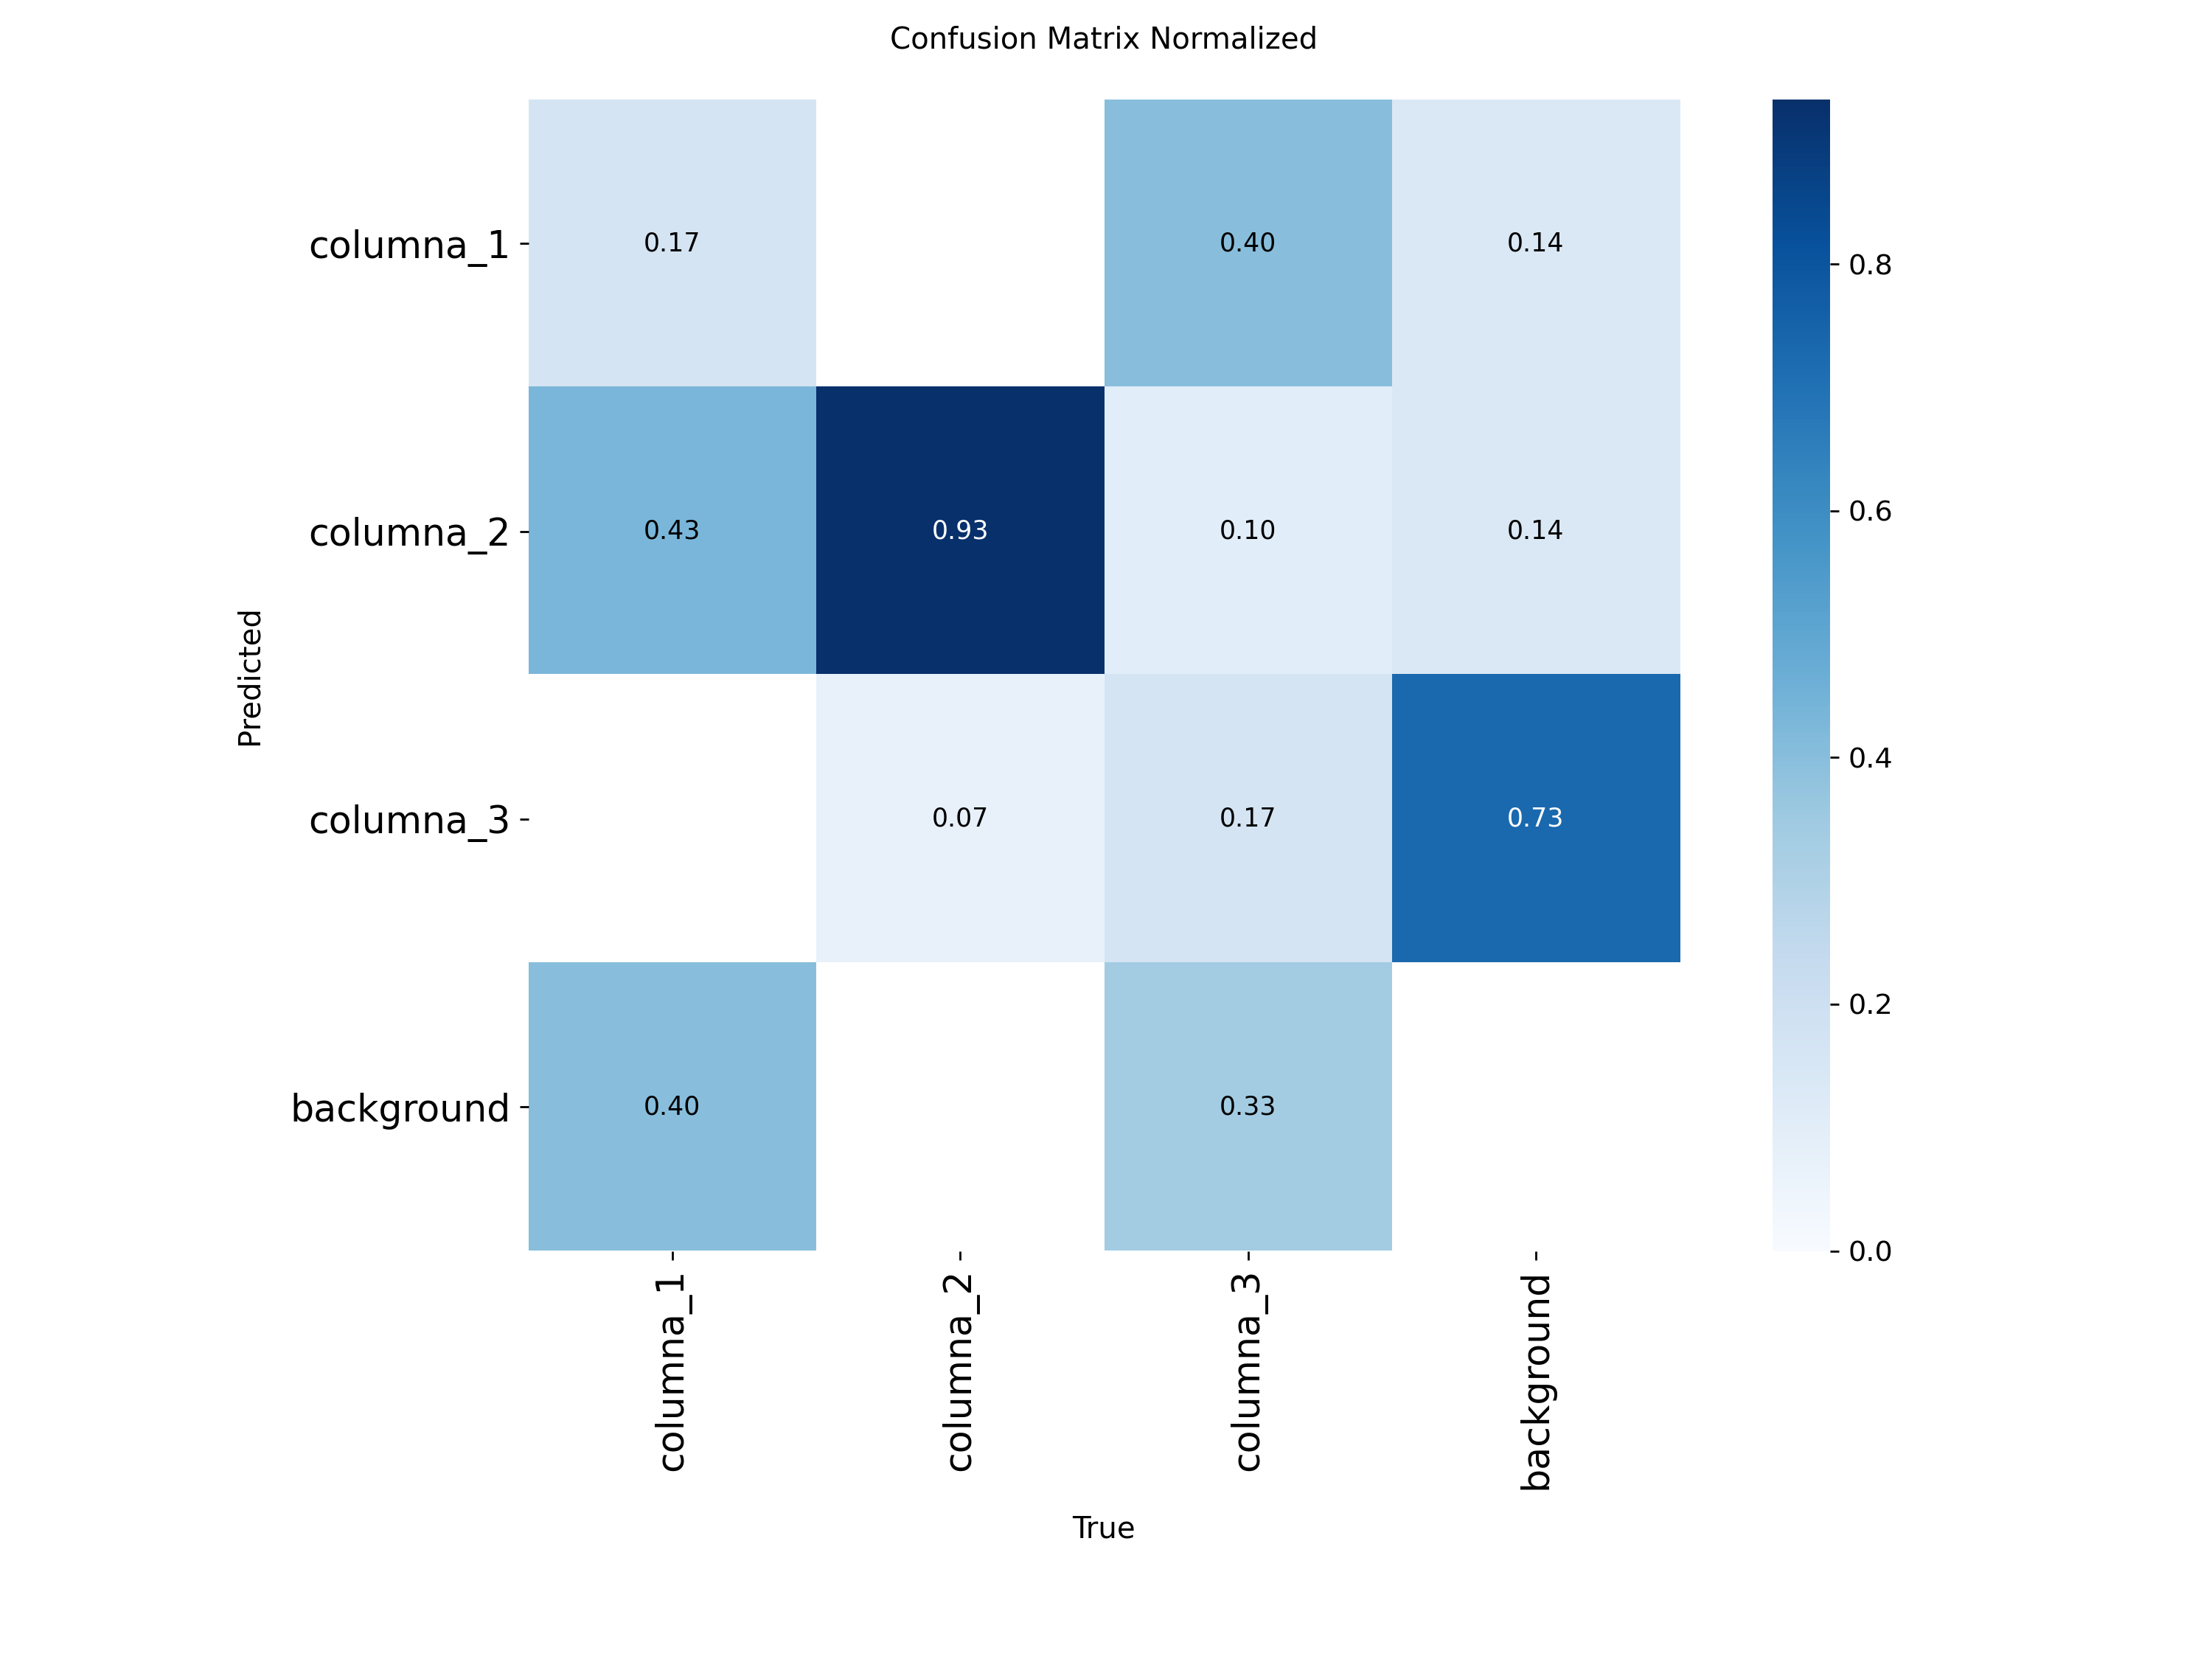 Confusion Matrix Normalized
columna_1 0.17 0.40 0.14
columna_2 0.43 0.93 0.10 0.14
columna_3 0.07 0.17 0.73
background 0.40 0.33
Predicted
columna_1 columna_2 columna_3 background
True
0.8
0.6
0.4
0.2
0.0